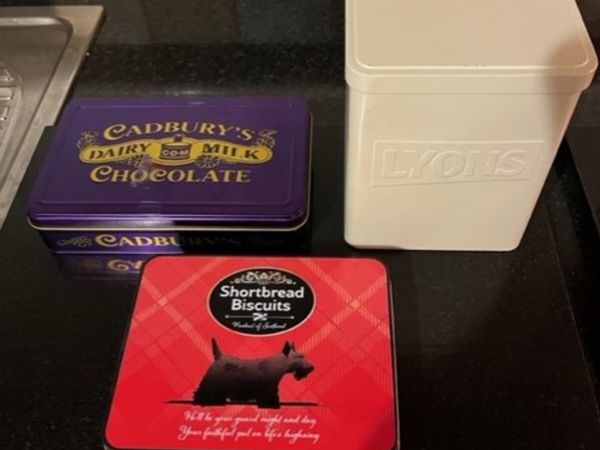 CADBURY'S
DAIRY CDM MILK
CHOCOLATE
CADBURY'S
LYONS
Shortbread
Biscuits
Product of Scotland
He'll be your guard night and day
Your faithful pal on life's highway